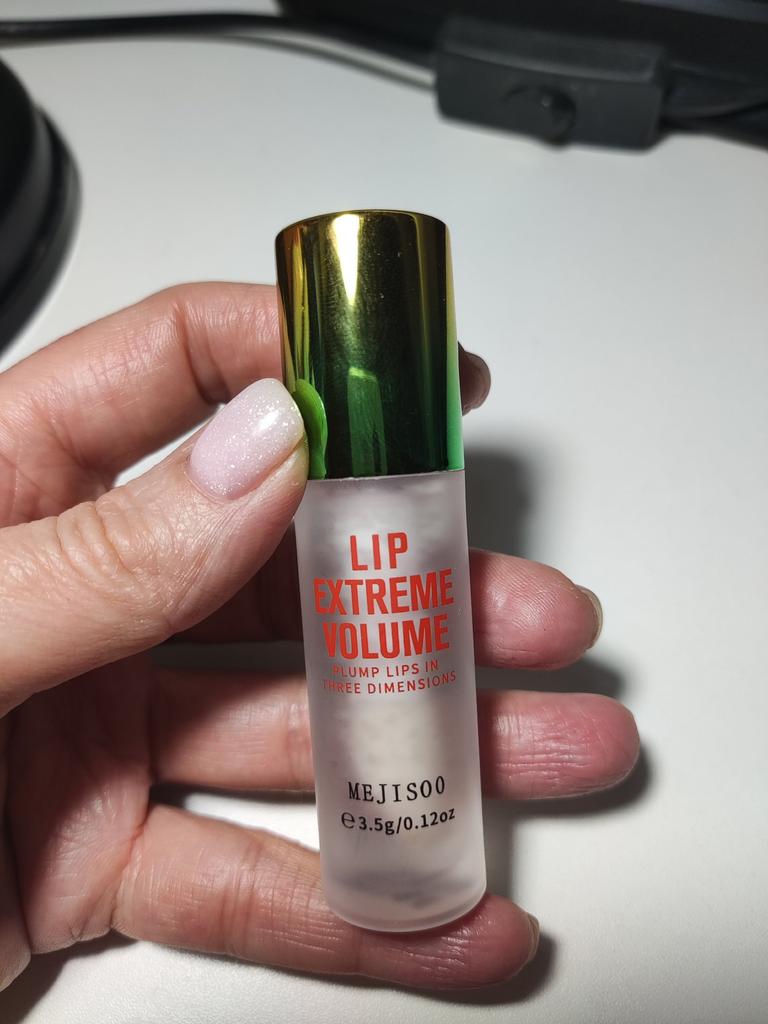 LIP
EXTREME
VOLUME
PLUMP LIPS IN
THREE DIMENSIONS
MEJISOO
℮3.5g/0.12oz